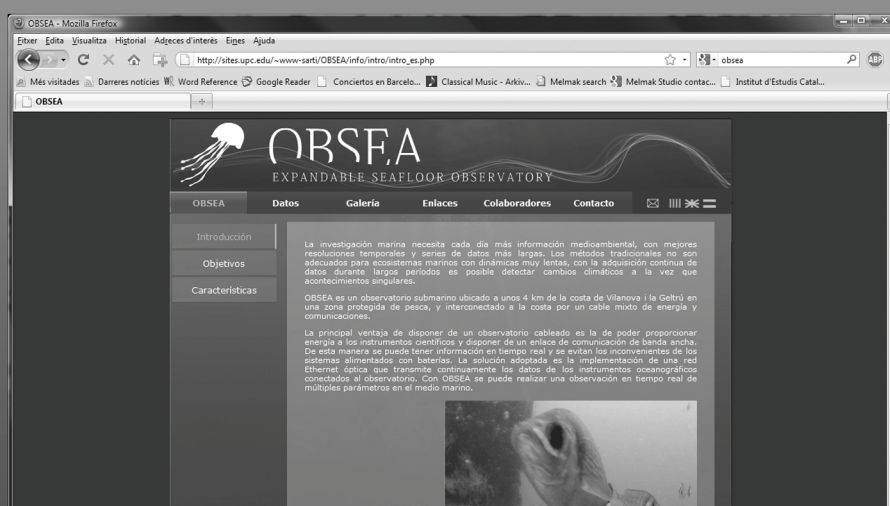 OBSEA - Mozilla Firefox
Fitxer Edita Visualitza Historial Adreces d'interès Eines Ajuda
http://sites.upc.edu/~www-sarti/OBSEA/info/intro/intro_es.php
obsea
ABP
Més visitades Darreres notícies Word Reference Google Reader Conciertos en Barcelo... Classical Music - Arkiv... Melmak search Melmak Studio contac... Institut d'Estudis Catal...
OBSEA
OBSEA
EXPANDABLE SEAFLOOR OBSERVATORY
OBSEA Datos Galería Enlaces Colaboradores Contacto
Introducción
Objetivos
Características
La investigación marina necesita cada día más información medioambiental, con mejores
resoluciones temporales y series de datos más largas. Los métodos tradicionales no son
adecuados para ecosistemas marinos con dinámicas muy lentas, con la adquisición continua de
datos durante largos períodos es posible detectar cambios climáticos a la vez que
acontecimientos singulares.
OBSEA es un observatorio submarino ubicado a unos 4 km de la costa de Vilanova i la Geltrú en
una zona protegida de pesca, y interconectado a la costa por un cable mixto de energía y
comunicaciones.
La principal ventaja de disponer de un observatorio cableado es la de poder proporcionar
energía a los instrumentos científicos y disponer de un enlace de comunicación de banda ancha.
De esta manera se puede tener información en tiempo real y se evitan los inconvenientes de los
sistemas alimentados con baterías. La solución adoptada es la implementación de una red
Ethernet óptica que transmite continuamente los datos de los instrumentos oceanográficos
conectados al observatorio. Con OBSEA se puede realizar una observación en tiempo real de
múltiples parámetros en el medio marino.